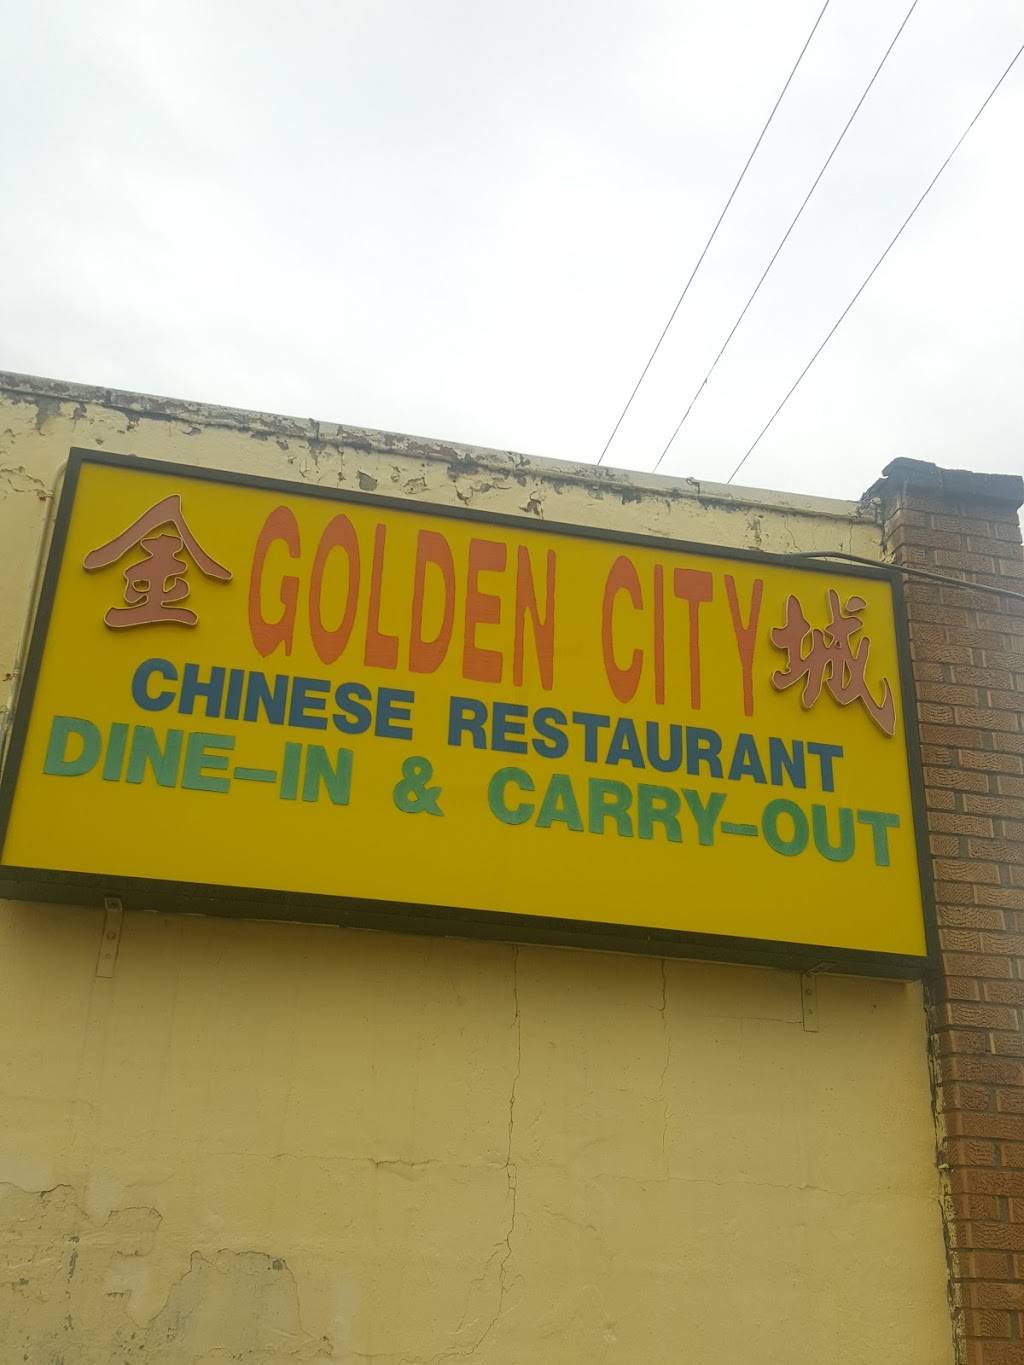 金 GOLDEN CITY 城
CHINESE RESTAURANT
DINE-IN & CARRY-OUT